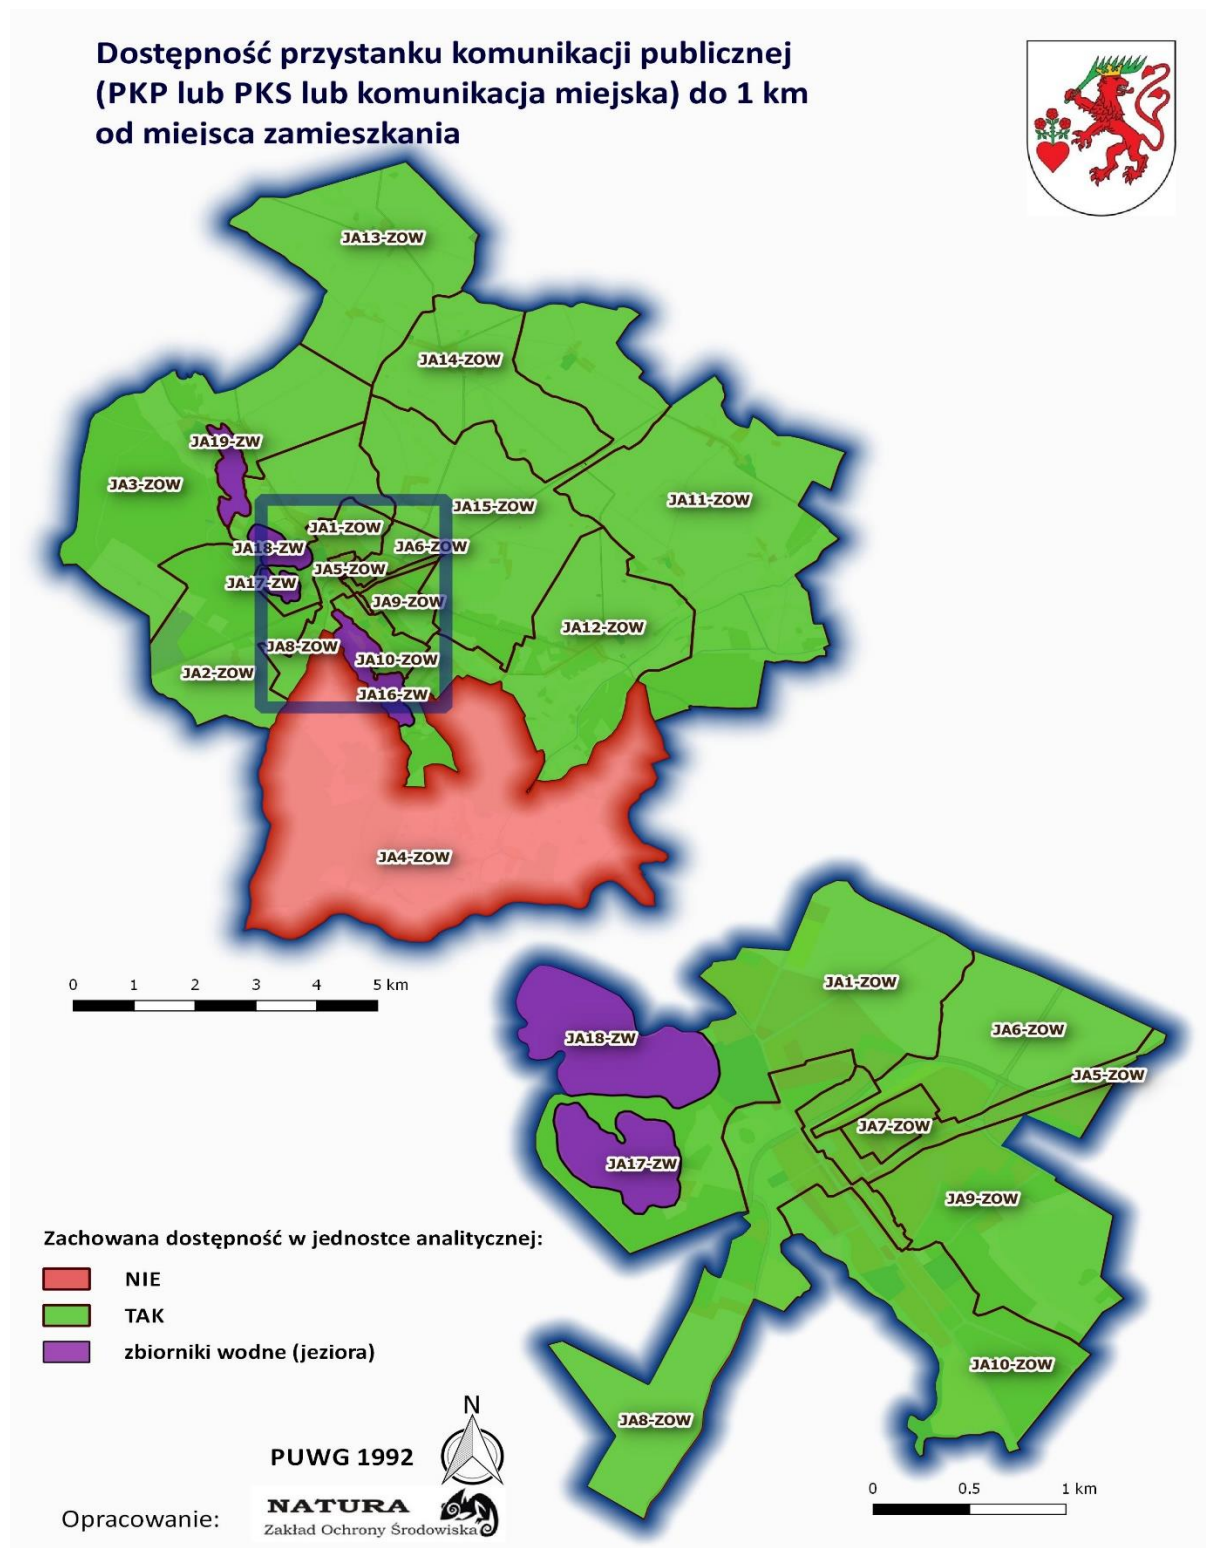 Dostępność przystanku komunikacji publicznej
(PKP lub PKS lub komunikacja miejska) do 1 km
od miejsca zamieszkania
JA13-ZOW
JA14-ZOW
JA19-ZW
JA3-ZOW
JA11-ZOW
JA15-ZOW
JA1-ZOW
JA18-ZW
JA6-ZOW
JA5-ZOW
JA17-ZW
JA9-ZOW
JA12-ZOW
JA8-ZOW
JA10-ZOW
JA2-ZOW
JA16-ZW
JA4-ZOW
0 1 2 3 4 5 km
JA1-ZOW
JA18-ZW
JA6-ZOW
JA5-ZOW
JA7-ZOW
JA17-ZW
JA9-ZOW
JA10-ZOW
JA8-ZOW
Zachowana dostępność w jednostce analitycznej:
NIE
TAK
zbiorniki wodne (jeziora)
N
PUWG 1992
0 0.5 1 km
Opracowanie:
NATURA
Zakład Ochrony Środowiska